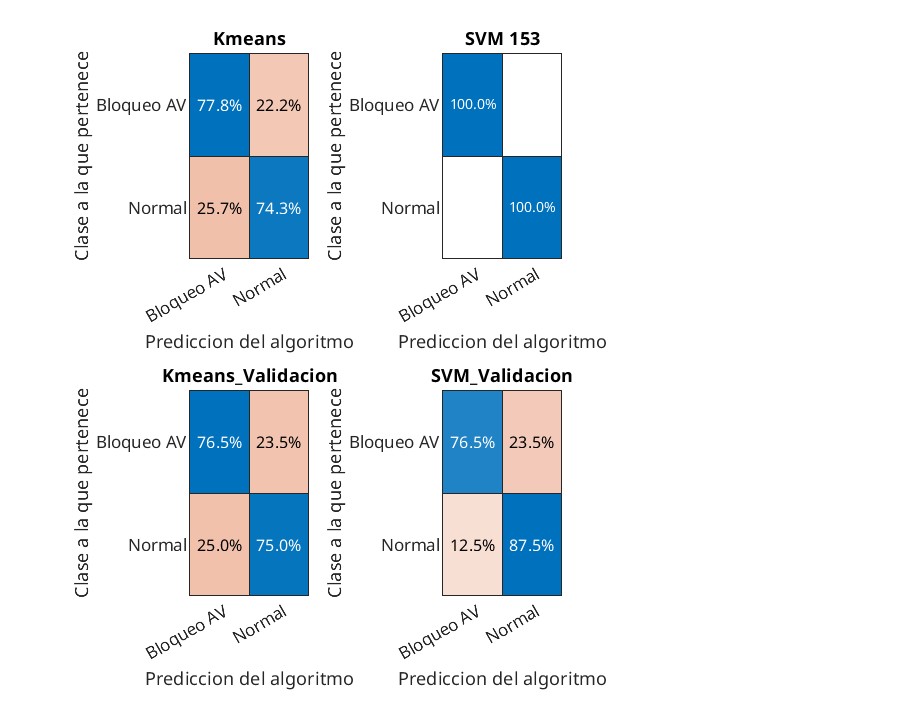 Kmeans
Clase a la que pertenece
Bloqueo AV
77.8%
22.2%
Normal
25.7%
74.3%
Bloqueo AV
Normal
Prediccion del algoritmo
SVM 153
Clase a la que pertenece
Bloqueo AV
100.0%
Normal
100.0%
Bloqueo AV
Normal
Prediccion del algoritmo
Kmeans_Validacion
Clase a la que pertenece
Bloqueo AV
76.5%
23.5%
Normal
25.0%
75.0%
Bloqueo AV
Normal
Prediccion del algoritmo
SVM_Validacion
Clase a la que pertenece
Bloqueo AV
76.5%
23.5%
Normal
12.5%
87.5%
Bloqueo AV
Normal
Prediccion del algoritmo